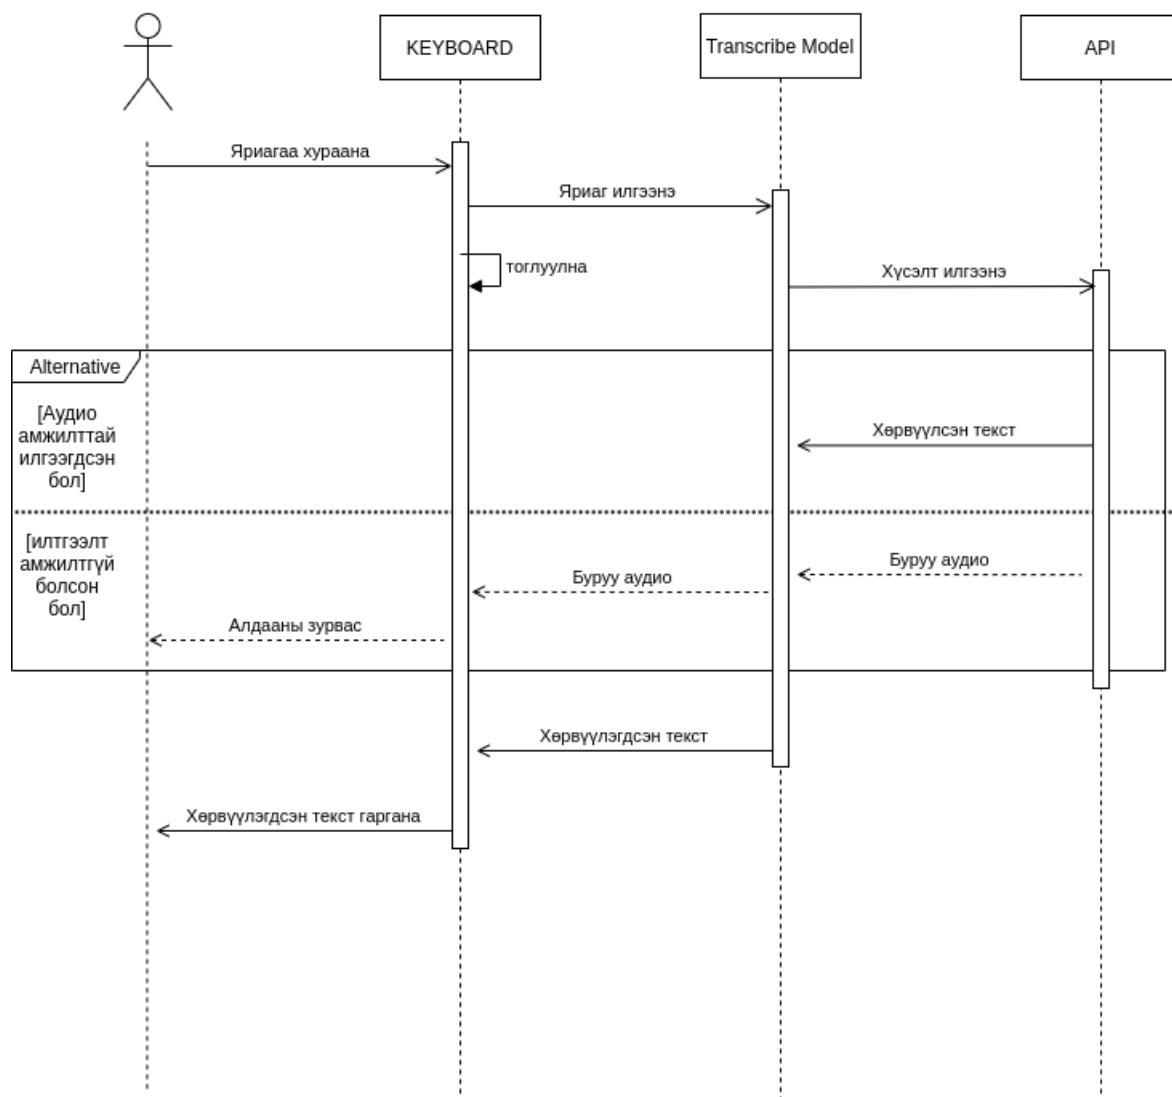 KEYBOARD
Transcribe Model
API
Яриагаа хураана
Яриаг илгээнэ
тоглуулна
Хүсэлт илгээнэ
Alternative
[Аудио
амжилттай
илгээгдсэн
бол]
Хөрвүүлсэн текст
[илтгээлт
амжилтгүй
болсон
бол]
Буруу аудио
Буруу аудио
Алдааны зурвас
Хөрвүүлэгдсэн текст
Хөрвүүлэгдсэн текст гаргана